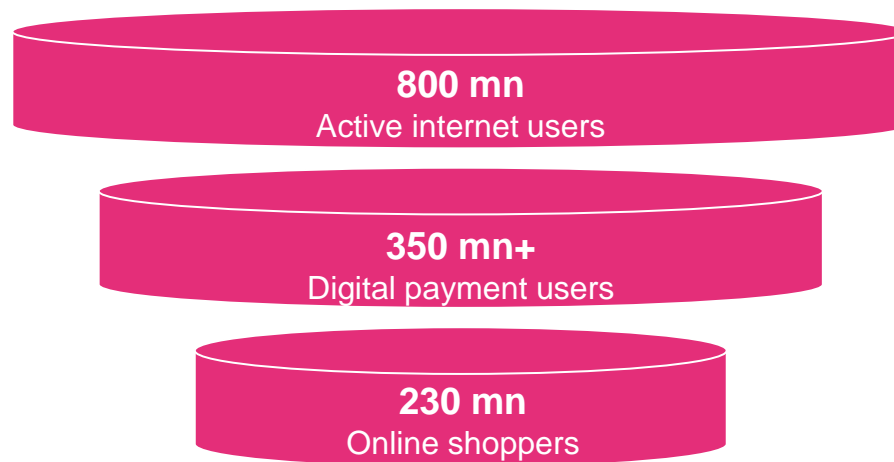 800 mn
Active internet users
350 mn+
Digital payment users
230 mn
Online shoppers